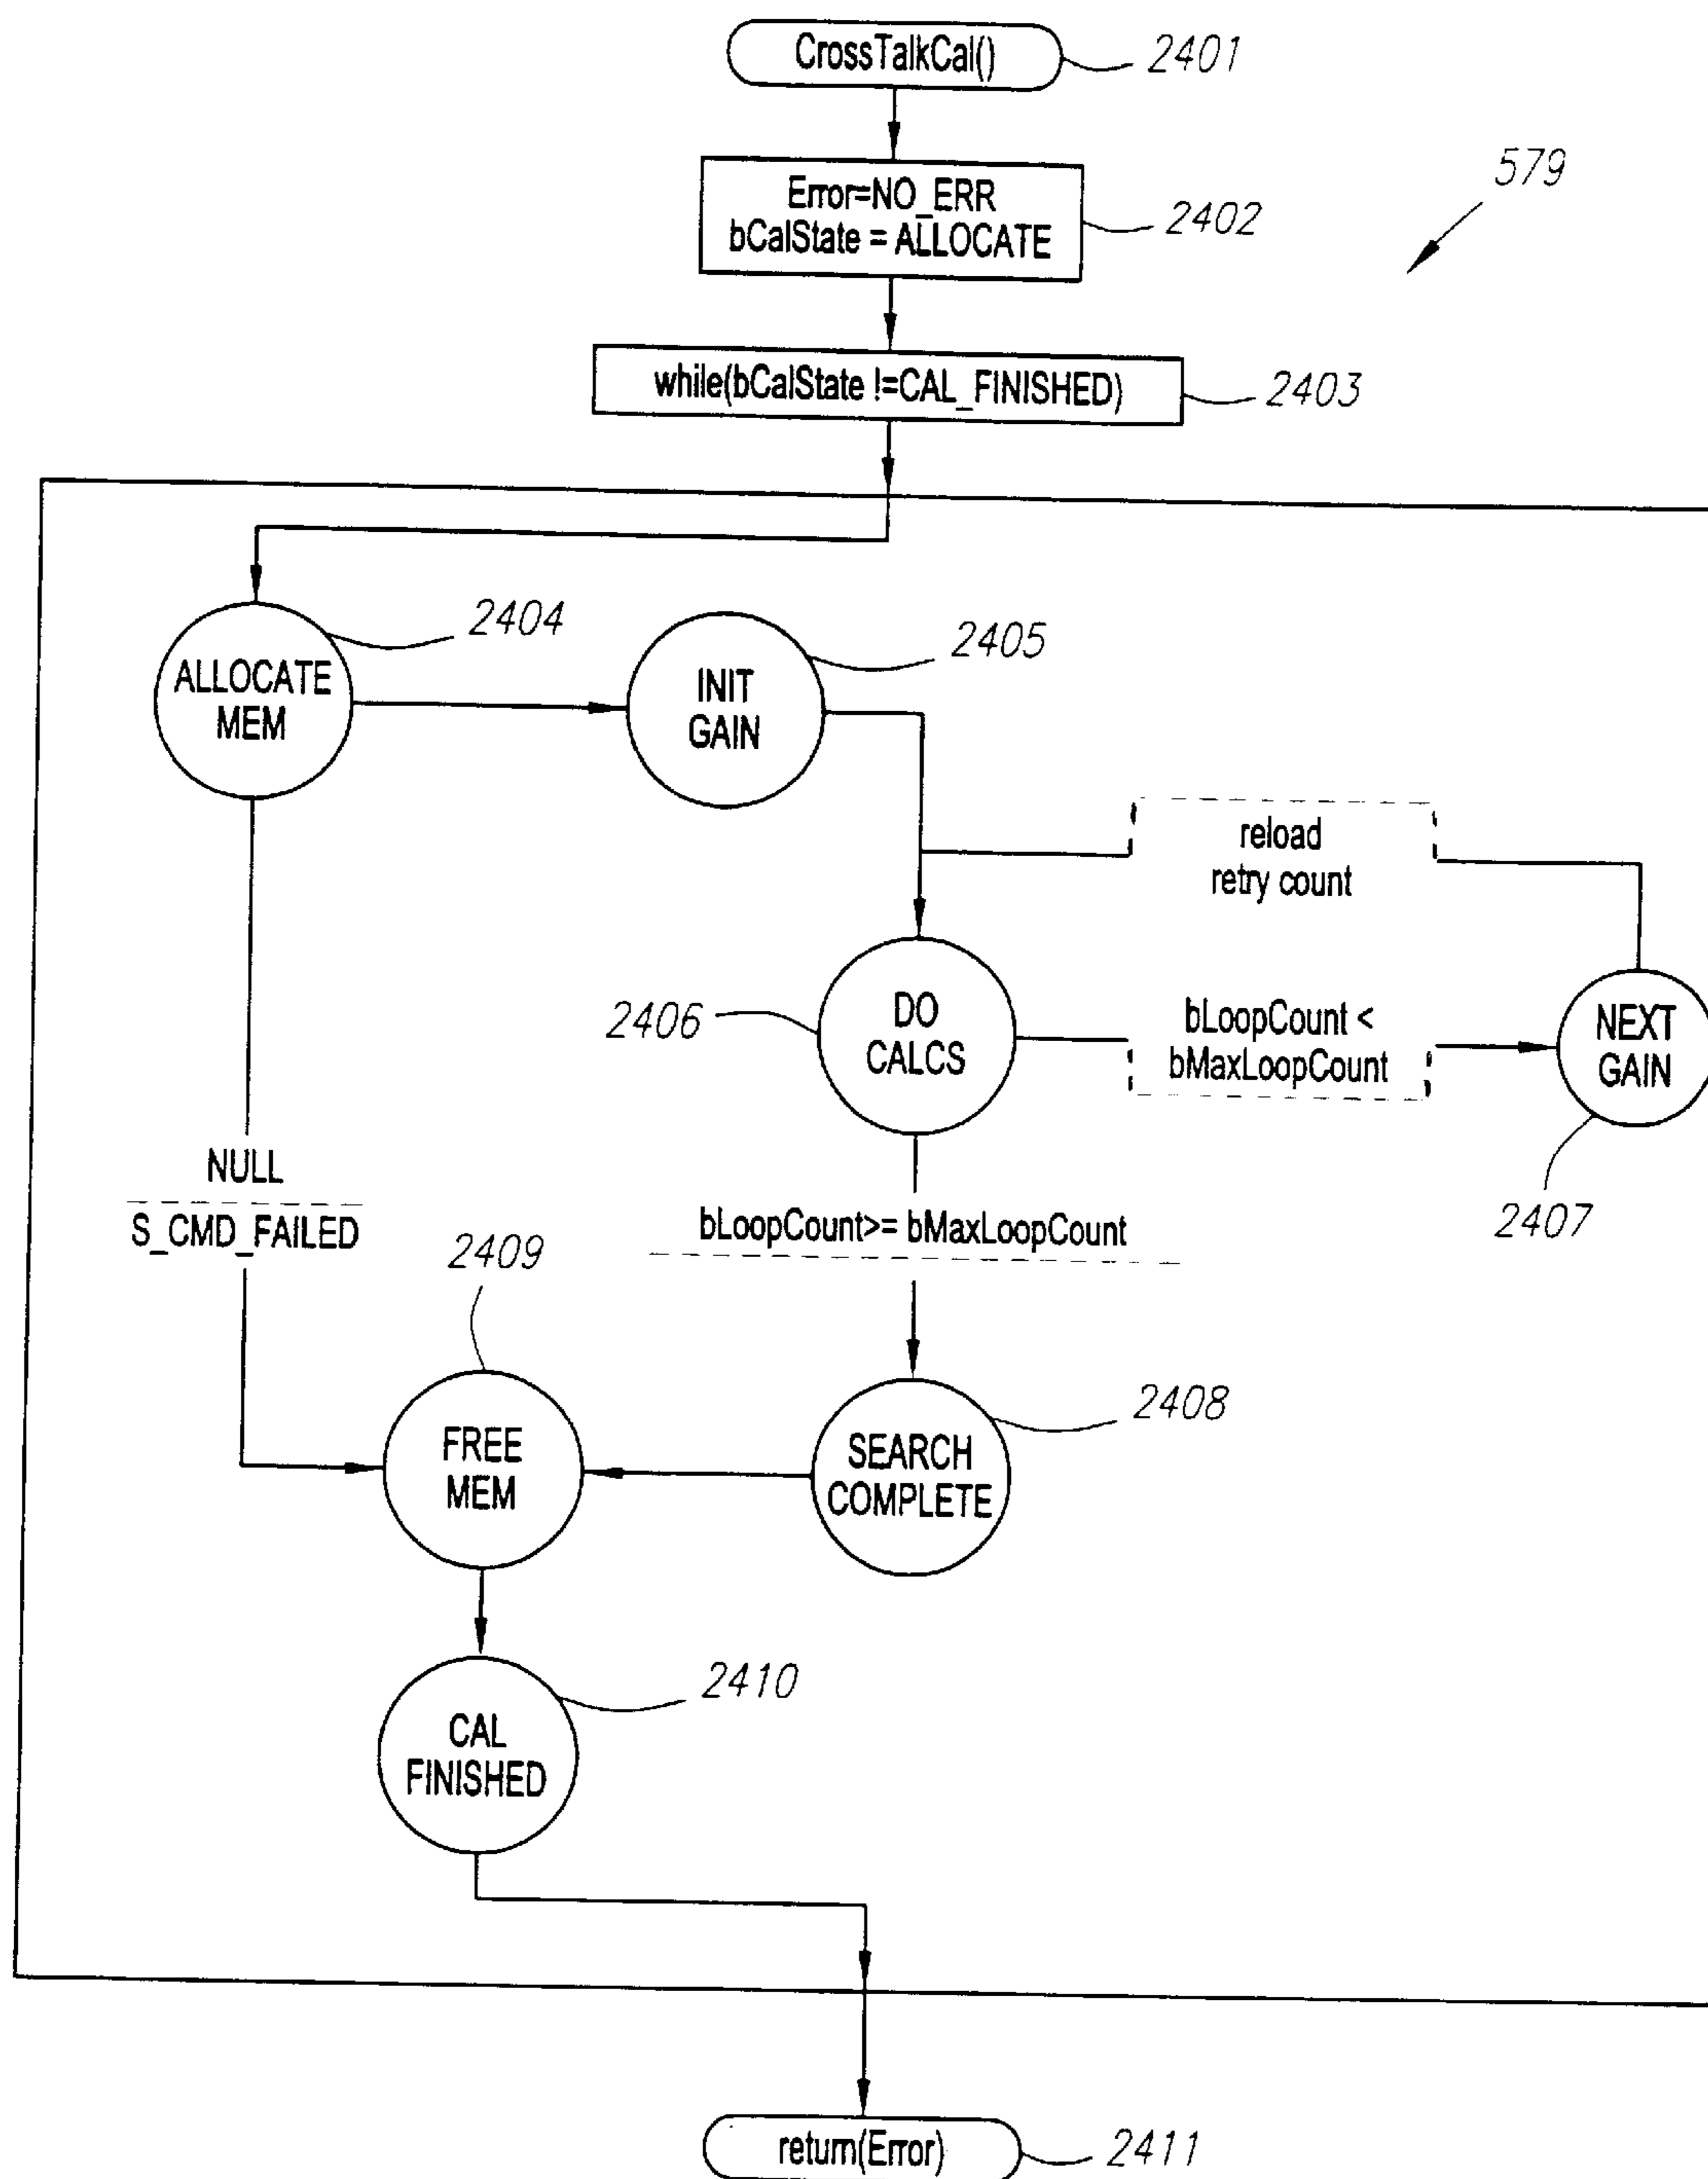 CrossTalkCal()
2401
579
Error=NO_ERR
bCalState = ALLOCATE
2402
while(bCalState !=CAL_FINISHED)
2403
2404
ALLOCATE
MEM
2405
INIT
GAIN
reload
retry count
2406
DO
CALCS
bLoopCount <
bMaxLoopCount
NEXT
GAIN
2407
NULL
S_CMD_FAILED
bLoopCount>= bMaxLoopCount
2409
FREE
MEM
2408
SEARCH
COMPLETE
2410
CAL
FINISHED
return(Error)
2411